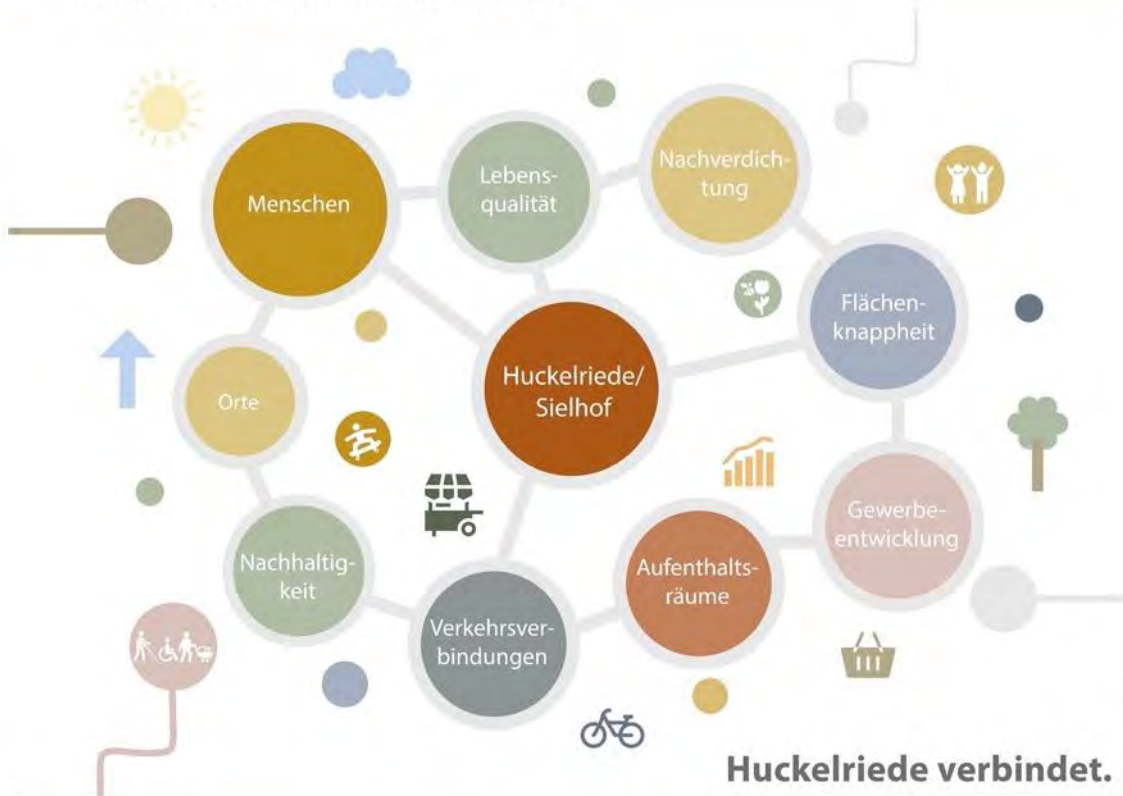 Menschen
Lebens-
qualität
Nachverdich-
tung
Flächen-
knappheit
Huckelriede/
Sielhof
Orte
Gewerbe-
entwicklung
Nachhaltig-
keit
Aufenthalts-
räume
Verkehrsver-
bindungen
Huckelriede verbindet.